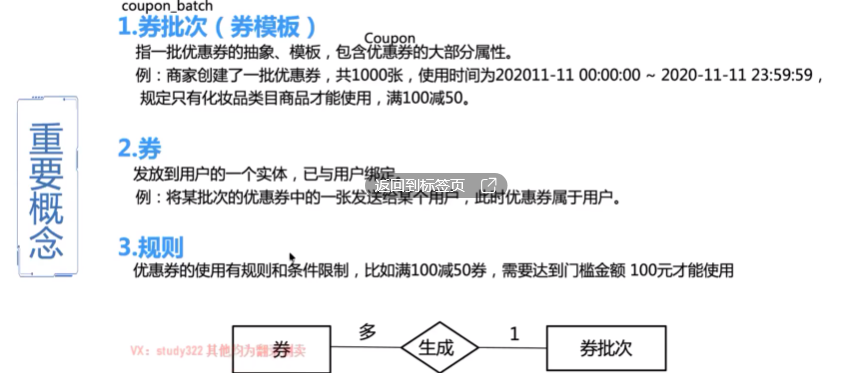 coupon_batch
1.券批次（券模板）
Coupon
指一批优惠券的抽象、模板，包含优惠券的大部分属性。
例：商家创建了一批优惠券，共1000张，使用时间为202011-11 00:00:00 ~ 2020-11-11 23:59:59，
规定只有化妆品类目商品才能使用，满100减50。
重要概念
2.券
发放到用户的一个实体，已与用户绑定。
返回到标签页
例：将某批次的优惠券中的一张发送给某个用户，此时优惠券属于用户。
3.规则
优惠券的使用有规则和条件限制，比如满100减50券，需要达到门槛金额 100元才能使用
VX：study322 其他均为翻 卖
券
多
生成
1
券批次